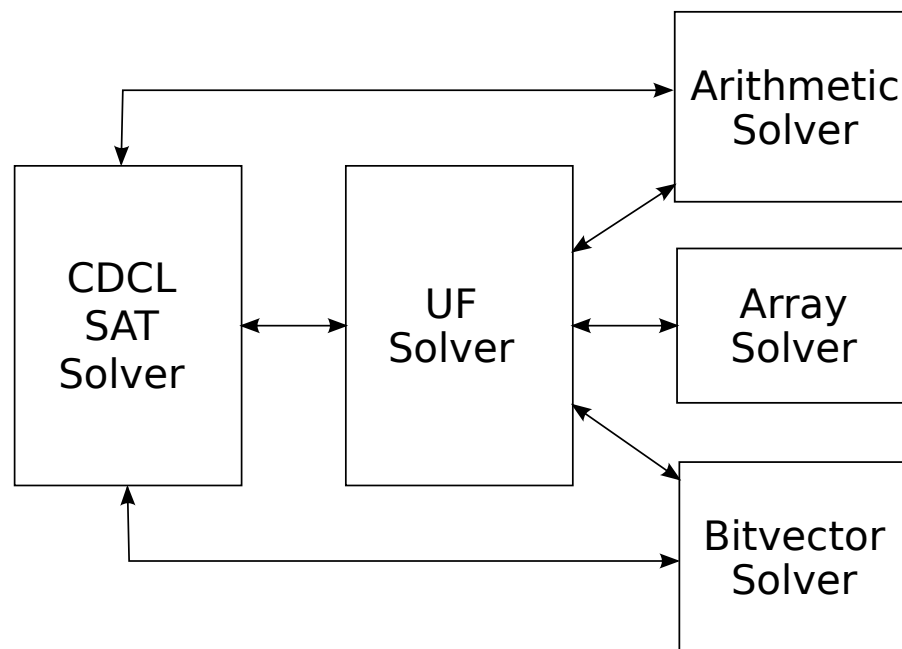 Arithmetic
Solver
CDCL
SAT
Solver
UF
Solver
Array
Solver
Bitvector
Solver